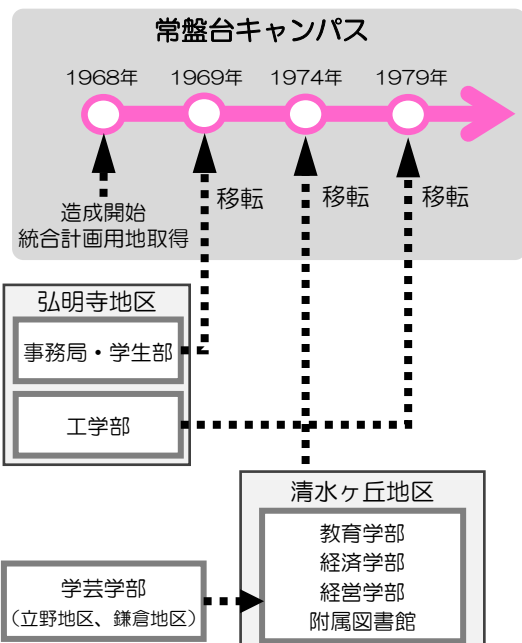 常盤台キャンパス
1968年 1969年 1974年 1979年
移転 移転 移転
造成開始
統合計画用地取得
弘明寺地区
事務局・学生部
工学部
清水ヶ丘地区
教育学部
経済学部
経営学部
附属図書館
学芸学部
（立野地区、鎌倉地区）